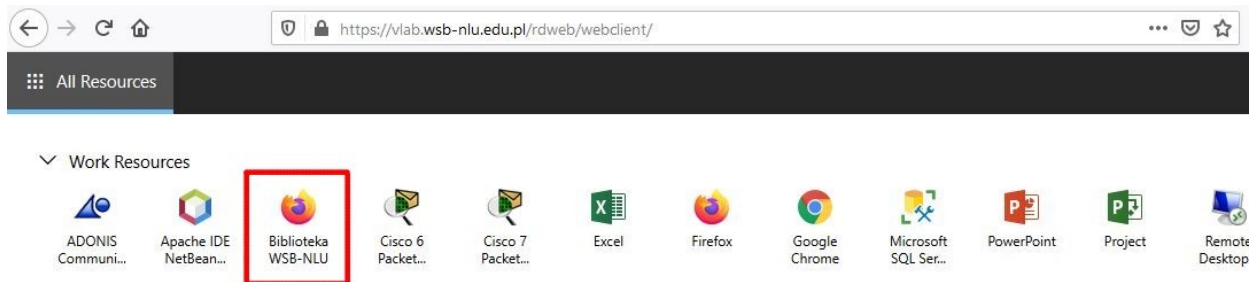 https://vlab.wsb-nlu.edu.pl/rdweb/webclient/
All Resources
Work Resources
ADONIS Communi...
Apache IDE NetBean...
Biblioteka WSB-NLU
Cisco 6 Packet...
Cisco 7 Packet...
Excel
Firefox
Google Chrome
Microsoft SQL Ser...
PowerPoint
Project
Remote Desktop